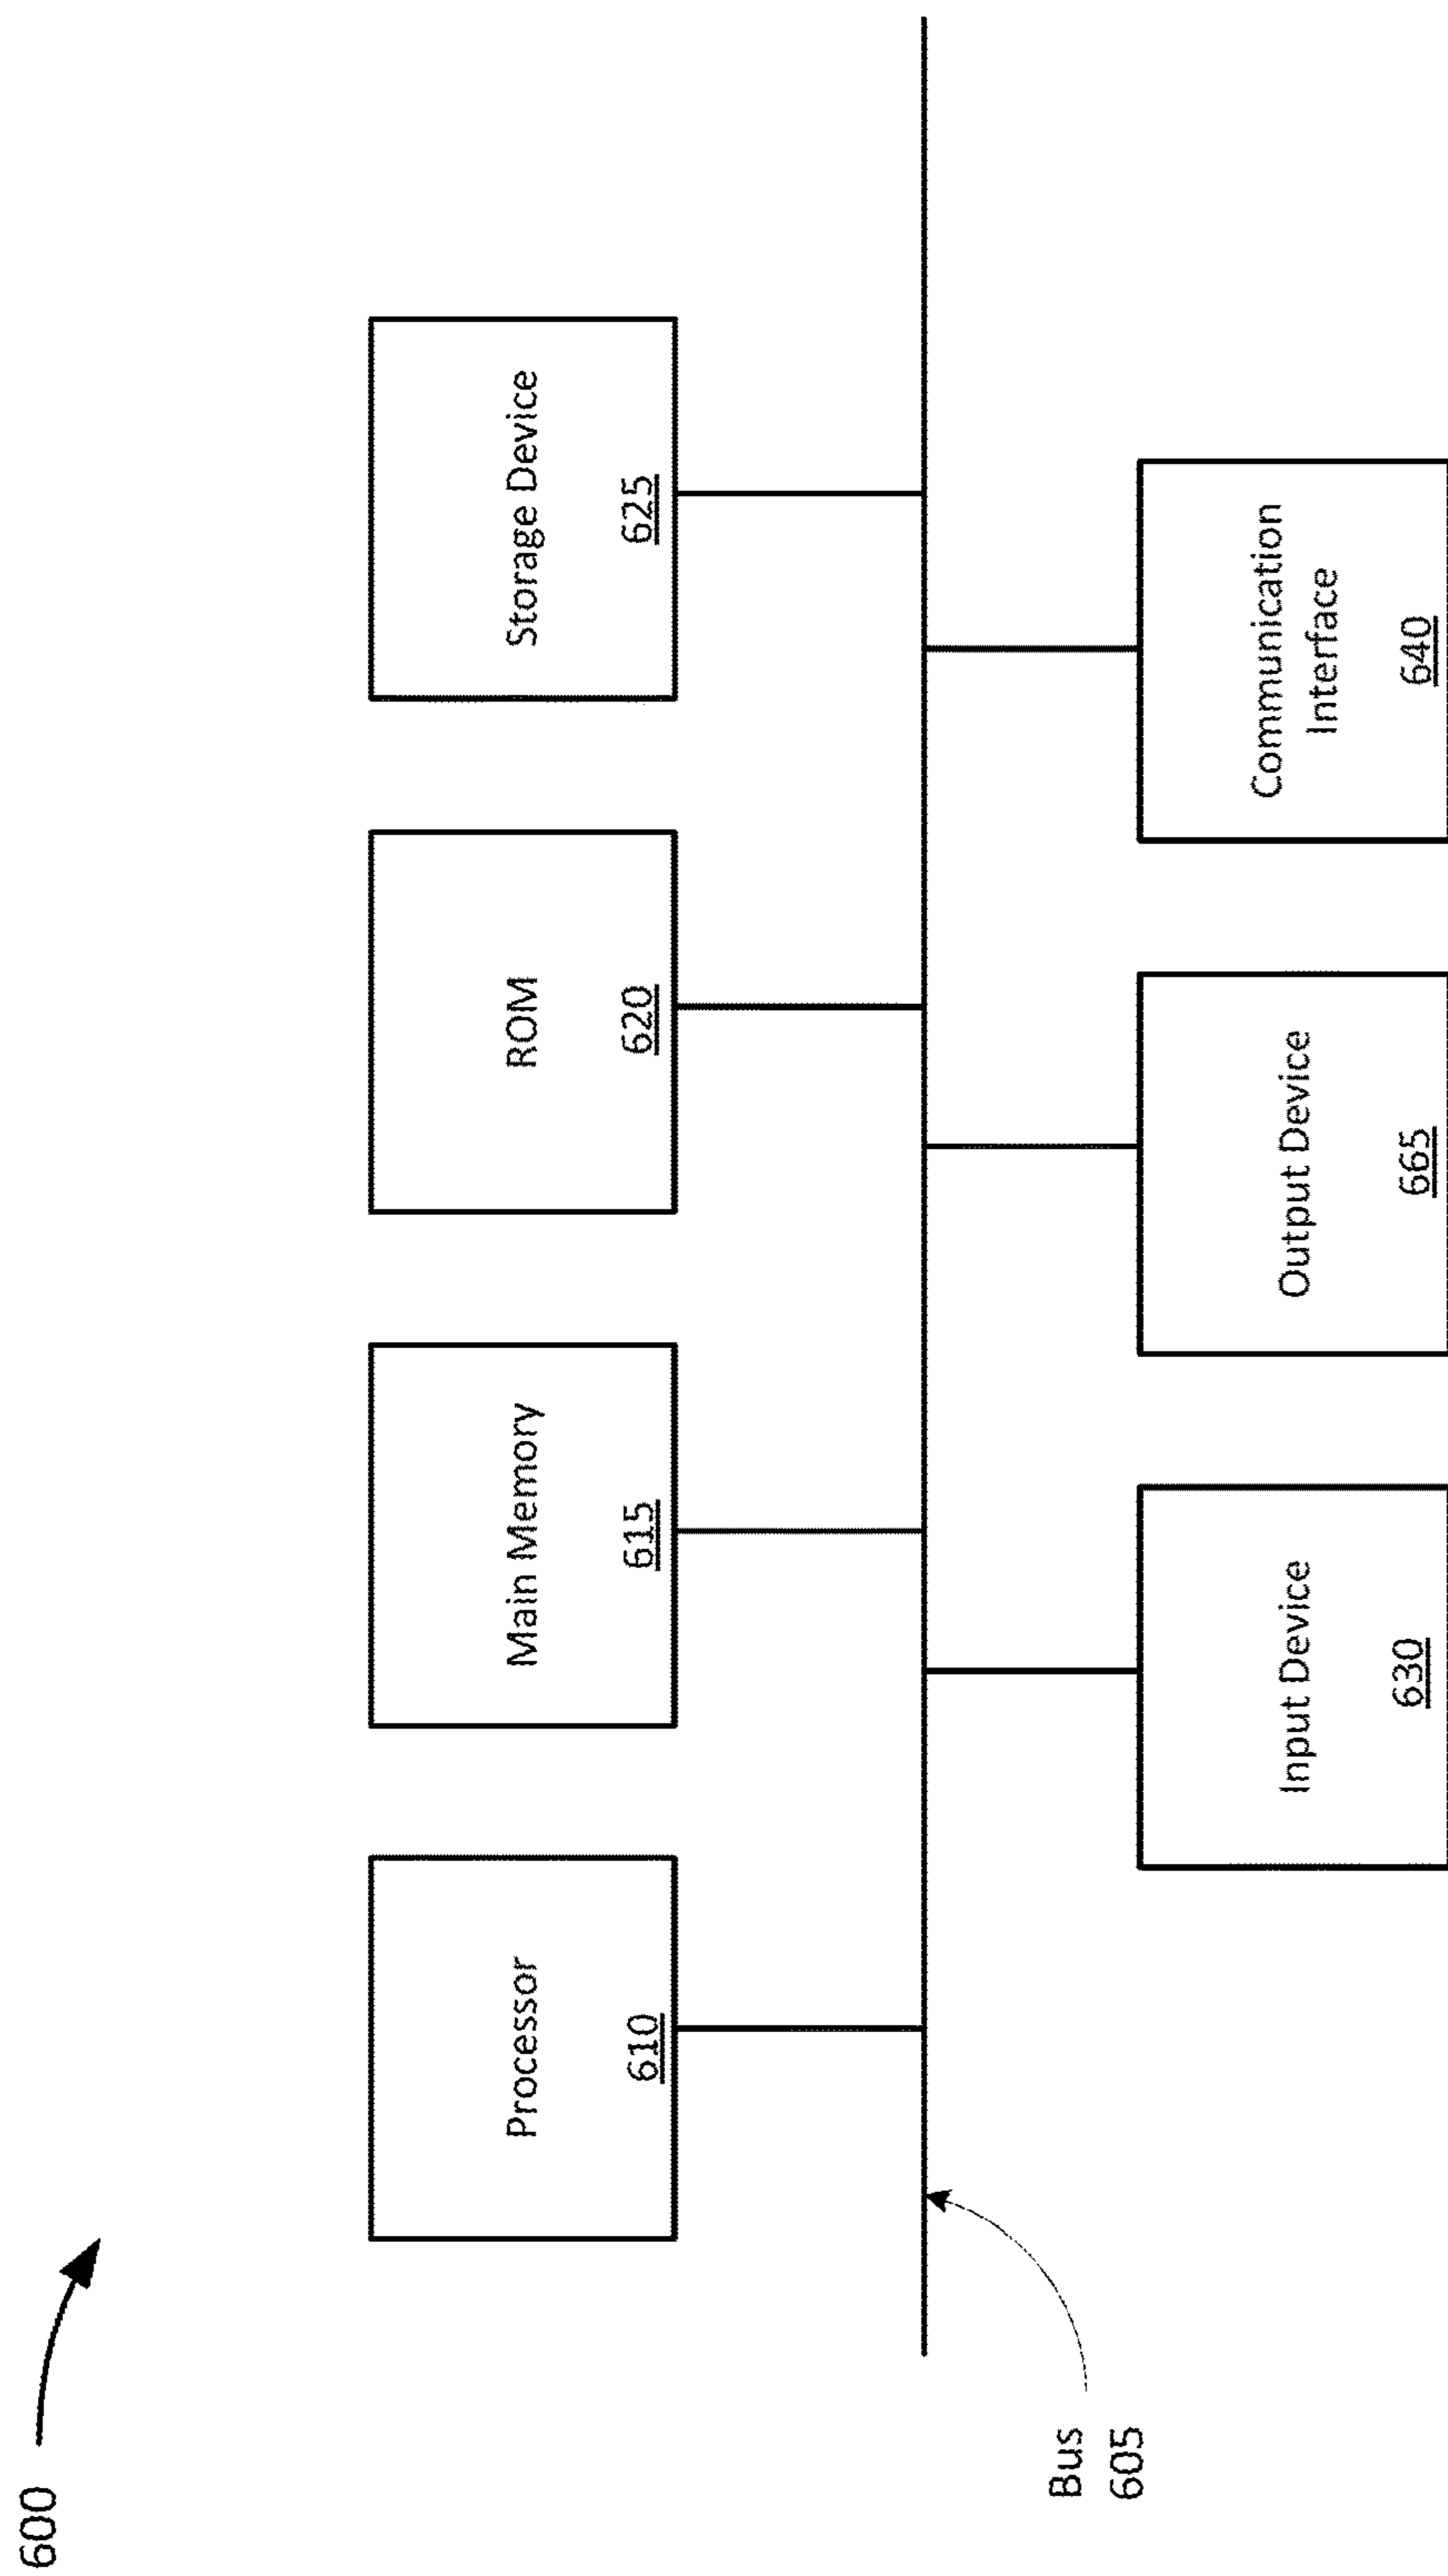 600
Processor
610
Main Memory
615
ROM
620
Storage Device
625
Bus
605
Input Device
630
Output Device
665
Communication
Interface
640